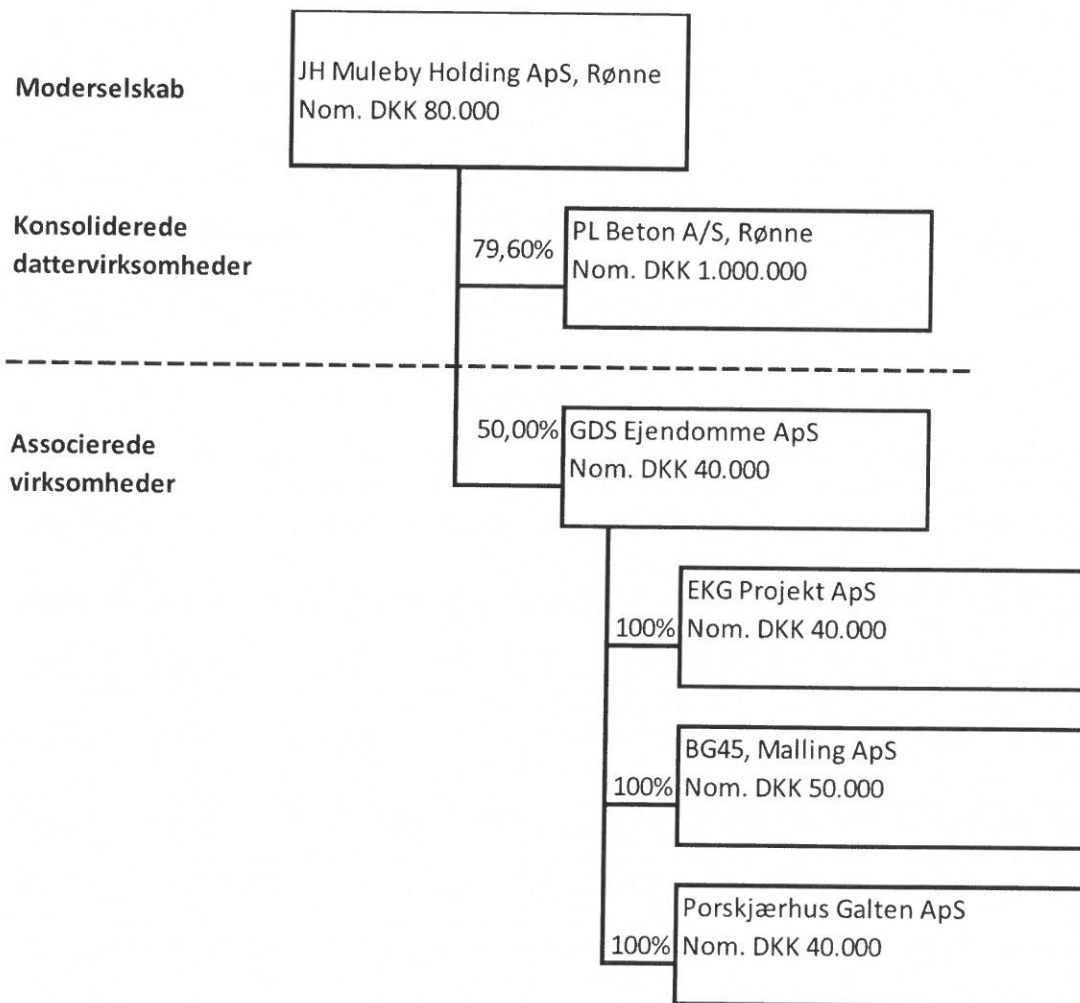 Moderselskab
JH Muleby Holding ApS, Rønne
Nom. DKK 80.000
Konsoliderede
dattervirksomheder
79,60%
PL Beton A/S, Rønne
Nom. DKK 1.000.000
Associerede
virksomheder
50,00%
GDS Ejendomme ApS
Nom. DKK 40.000
100%
EKG Projekt ApS
Nom. DKK 40.000
100%
BG45, Malling ApS
Nom. DKK 50.000
100%
Porskjærhus Galten ApS
Nom. DKK 40.000